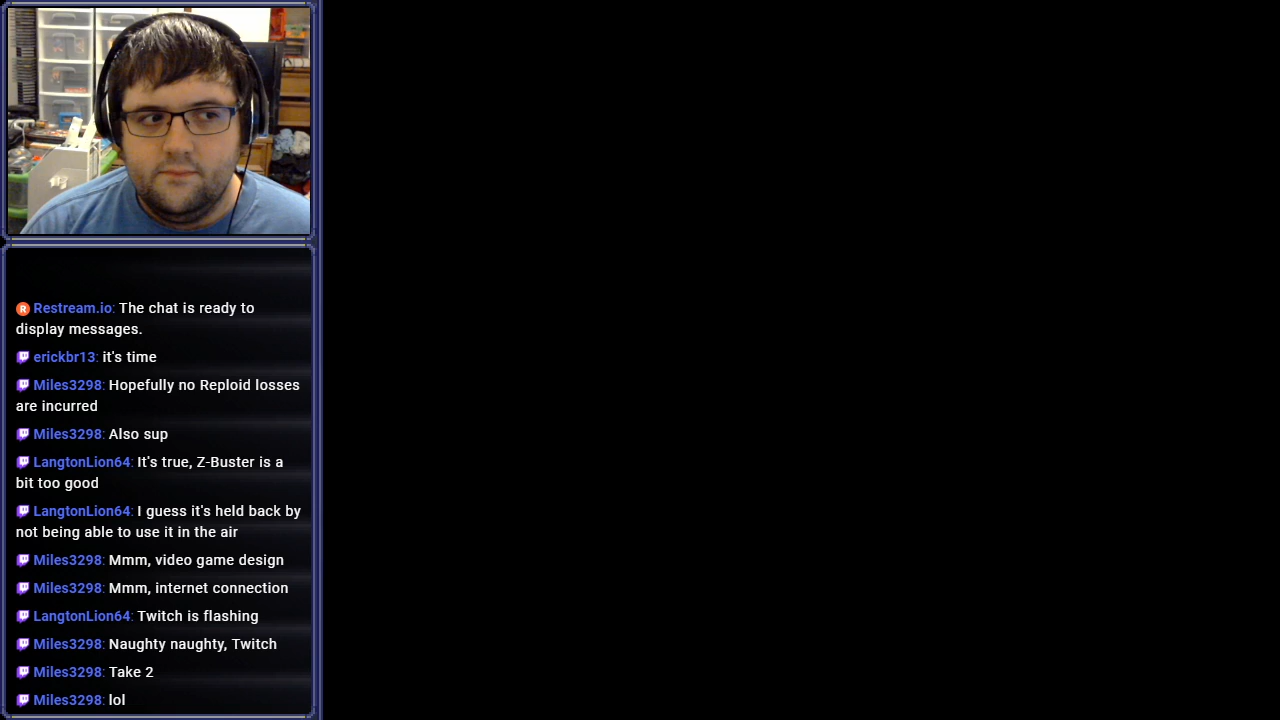 Restream.io: The chat is ready to
display messages.
erickbr13: it's time
Miles3298: Hopefully no Reploid losses
are incurred
Miles3298: Also sup
LangtonLion64: It's true, Z-Buster is a
bit too good
LangtonLion64: I guess it's held back by
not being able to use it in the air
Miles3298: Mmm, video game design
Miles3298: Mmm, internet connection
LangtonLion64: Twitch is flashing
Miles3298: Naughty naughty, Twitch
Miles3298: Take 2
Miles3298: lol